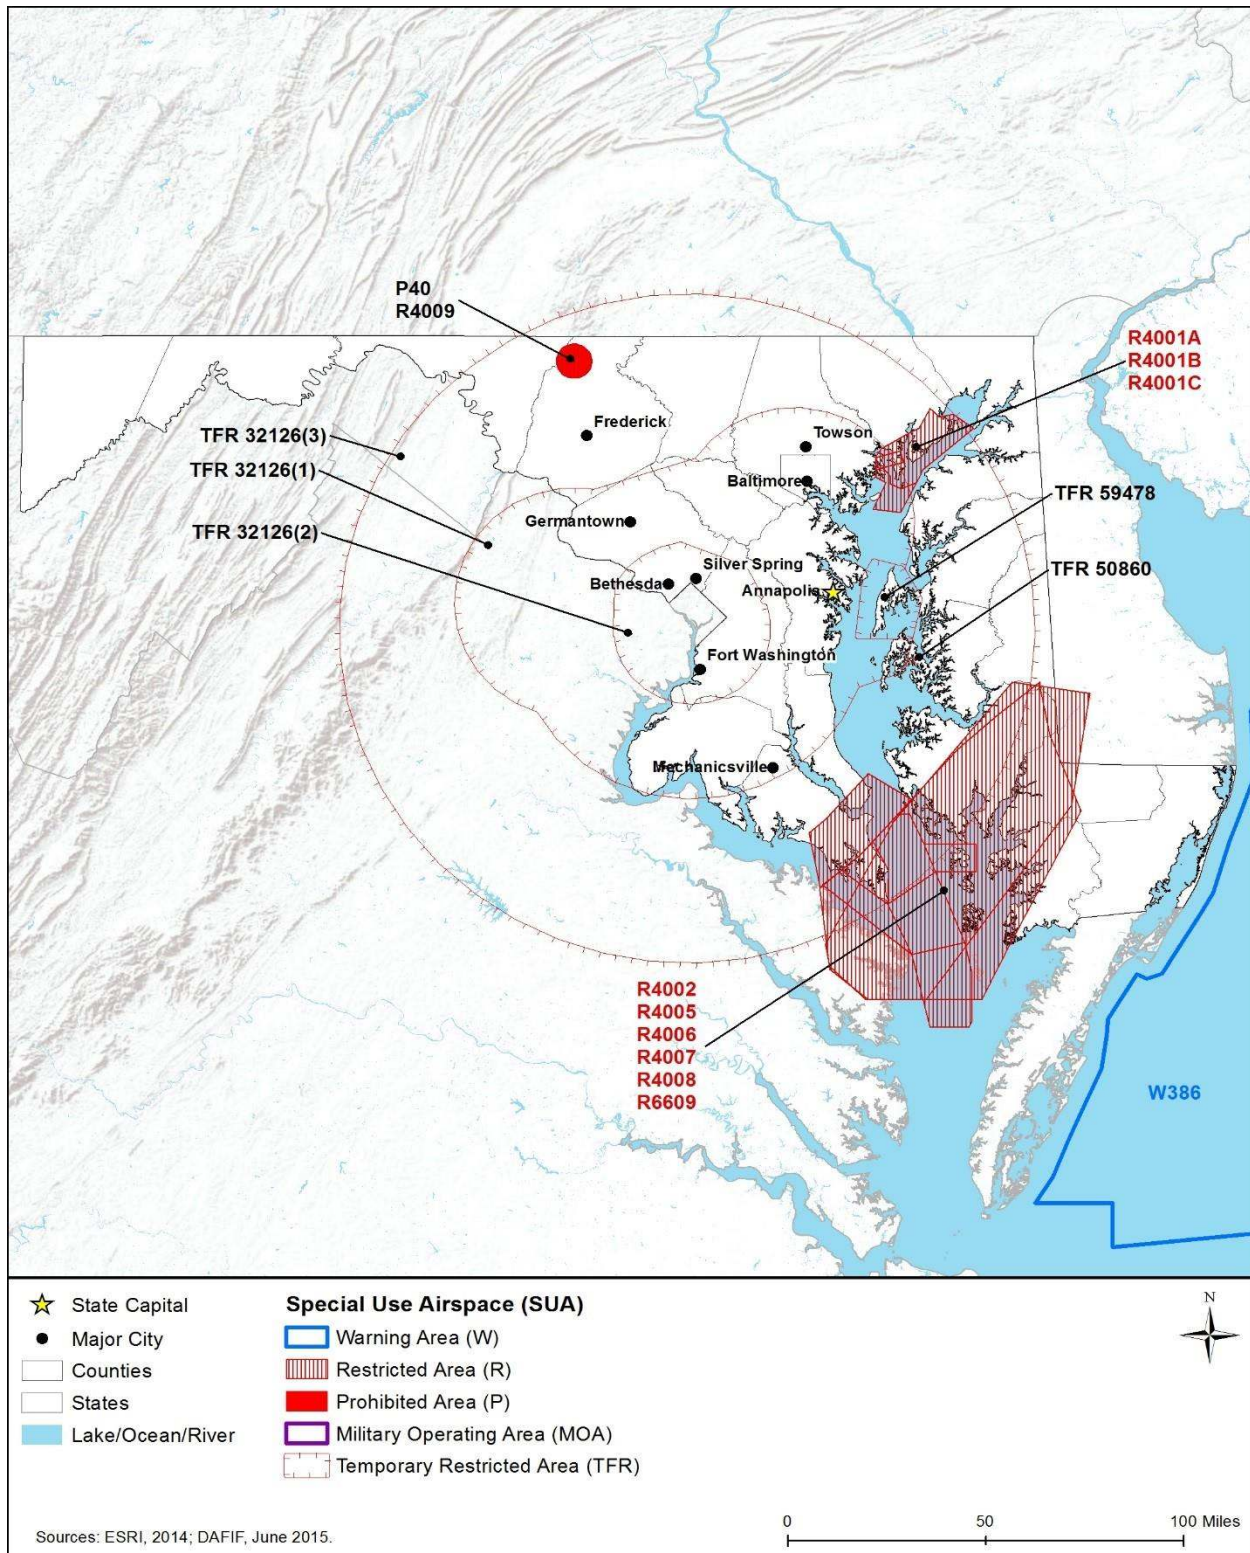 P40
R4009
R4001A
R4001B
R4001C
Frederick
TFR 32126(3)
Towson
TFR 32126(1)
Baltimore
TFR 59478
Germantown
TFR 32126(2)
Silver Spring
TFR 50860
Bethesda
Annapolis
Fort Washington
Mechanicsville
R4002
R4005
R4006
R4007
R4008
R6609
W386
State Capital
Major City
Counties
States
Lake/Ocean/River
Special Use Airspace (SUA)
Warning Area (W)
Restricted Area (R)
Prohibited Area (P)
Military Operating Area (MOA)
Temporary Restricted Area (TFR)
N
Sources: ESRI, 2014; DAFIF, June 2015.
0 50 100 Miles